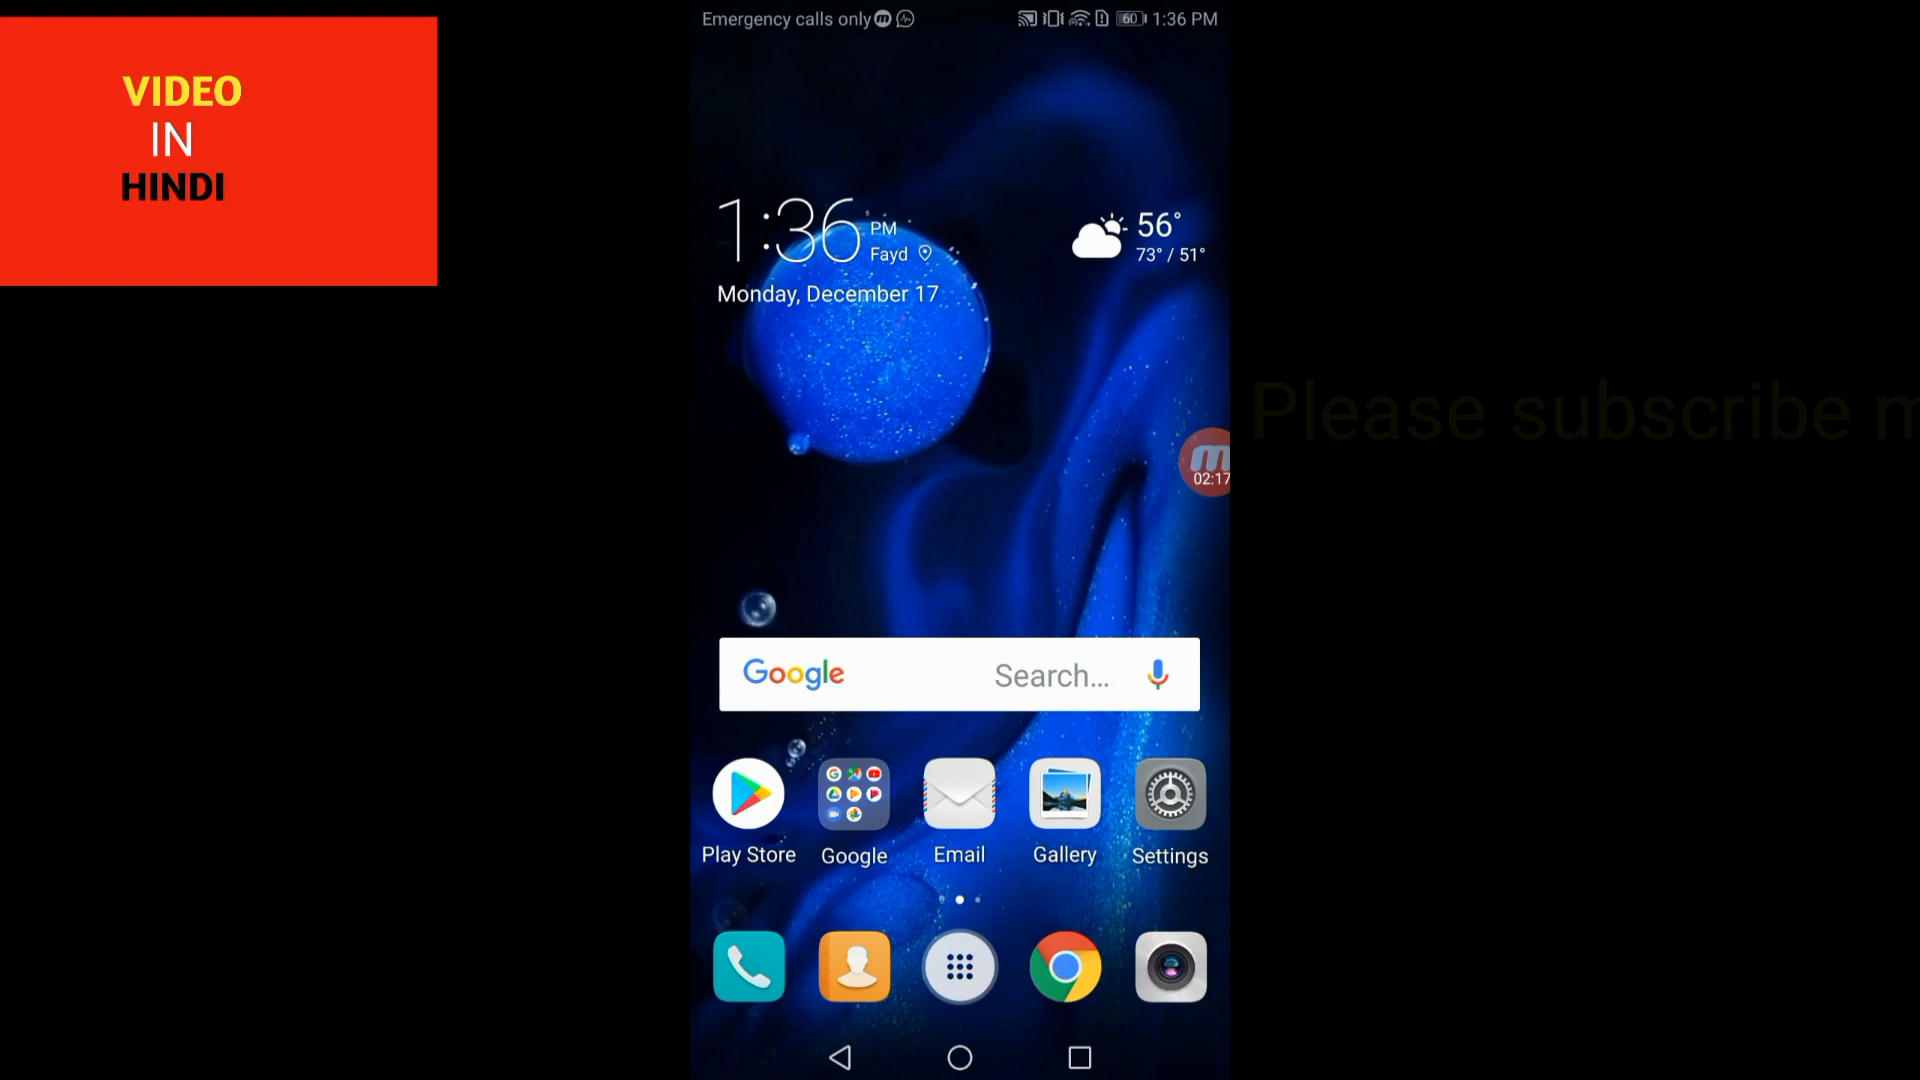 VIDEO
IN
HINDI
Emergency calls only
60 1:36 PM
1:36 PM
Fayd
Monday, December 17
56°
73° / 51°
Please subscribe
02:17
Google Search...
Play Store
Google
Email
Gallery
Settings